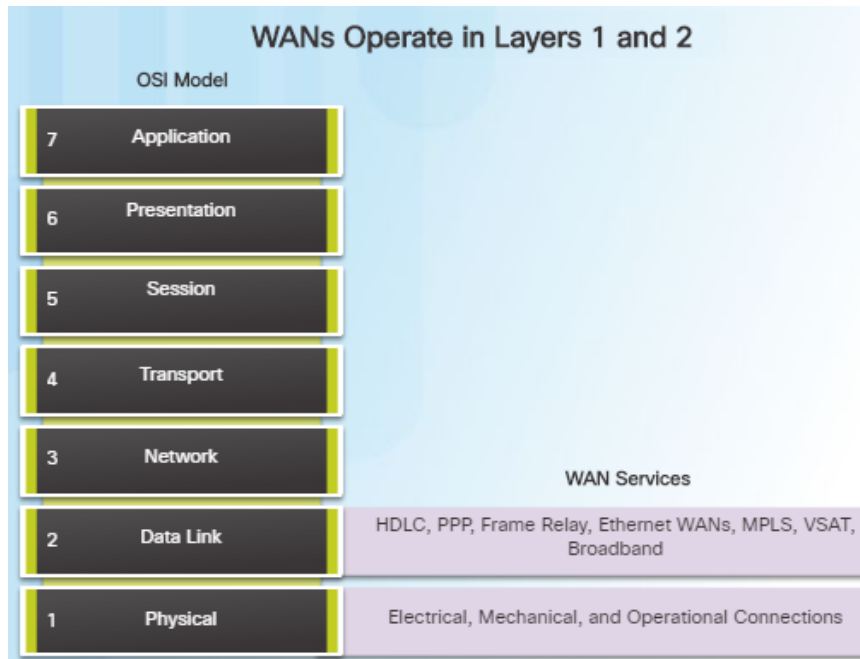 WANs Operate in Layers 1 and 2
OSI Model
7 Application
6 Presentation
5 Session
4 Transport
3 Network
WAN Services
2 Data Link
HDLC, PPP, Frame Relay, Ethernet WANs, MPLS, VSAT,
Broadband
1 Physical
Electrical, Mechanical, and Operational Connections